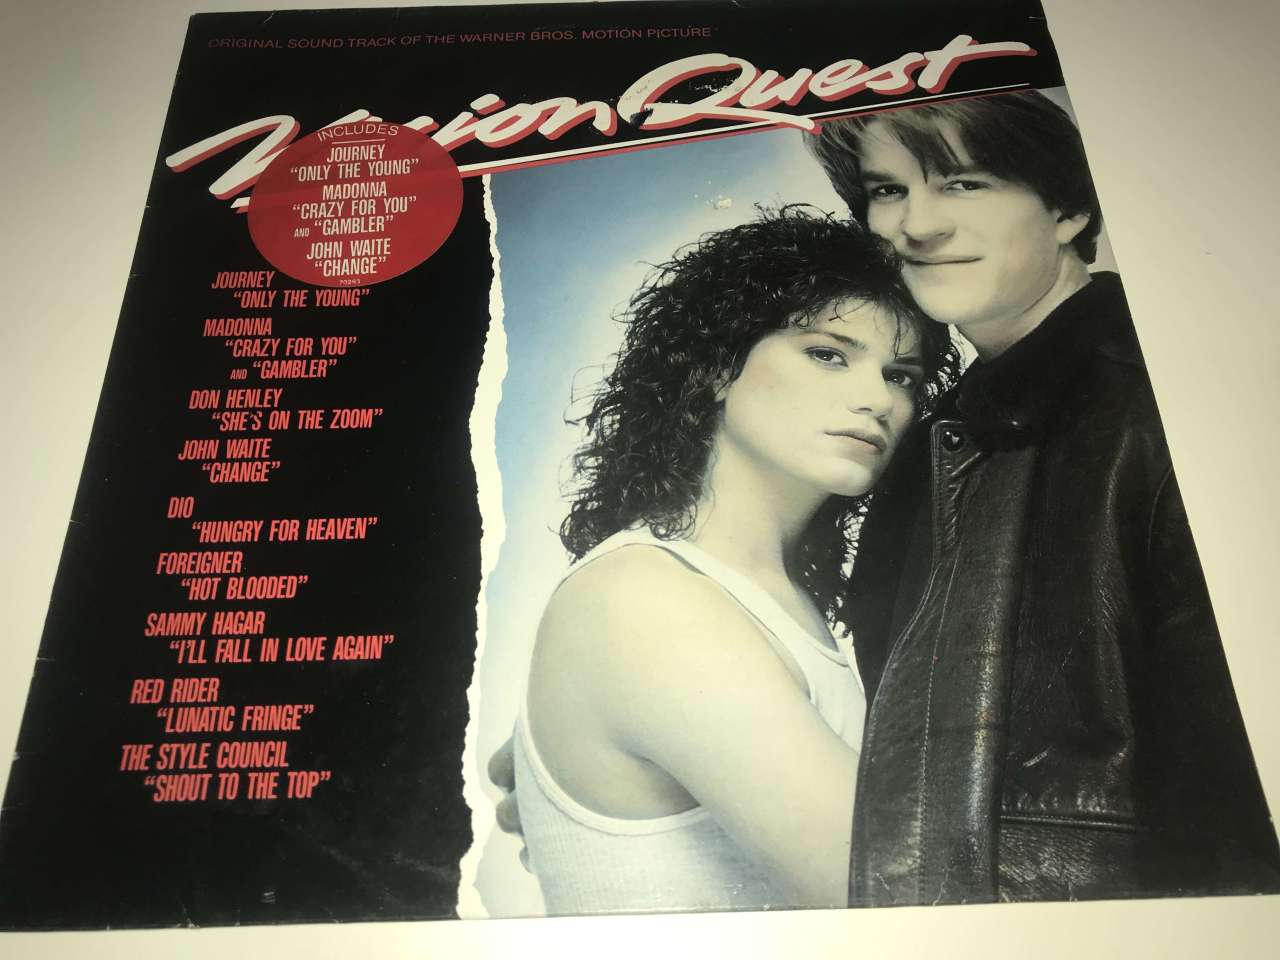 ORIGINAL SOUND TRACK OF THE WARNER BROS. MOTION PICTURE
Vision Quest
INCLUDES
JOURNEY
"ONLY THE YOUNG"
MADONNA
"CRAZY FOR YOU"
AND "GAMBLER"
JOHN WAITE
"CHANGE"
70263
JOURNEY
"ONLY THE YOUNG"
MADONNA
"CRAZY FOR YOU"
AND "GAMBLER"
DON HENLEY
"SHE'S ON THE ZOOM"
JOHN WAITE
"CHANGE"
DIO
"HUNGRY FOR HEAVEN"
FOREIGNER
"HOT BLOODED"
SAMMY HAGAR
"I'LL FALL IN LOVE AGAIN"
RED RIDER
"LUNATIC FRINGE"
THE STYLE COUNCIL
"SHOUT TO THE TOP"